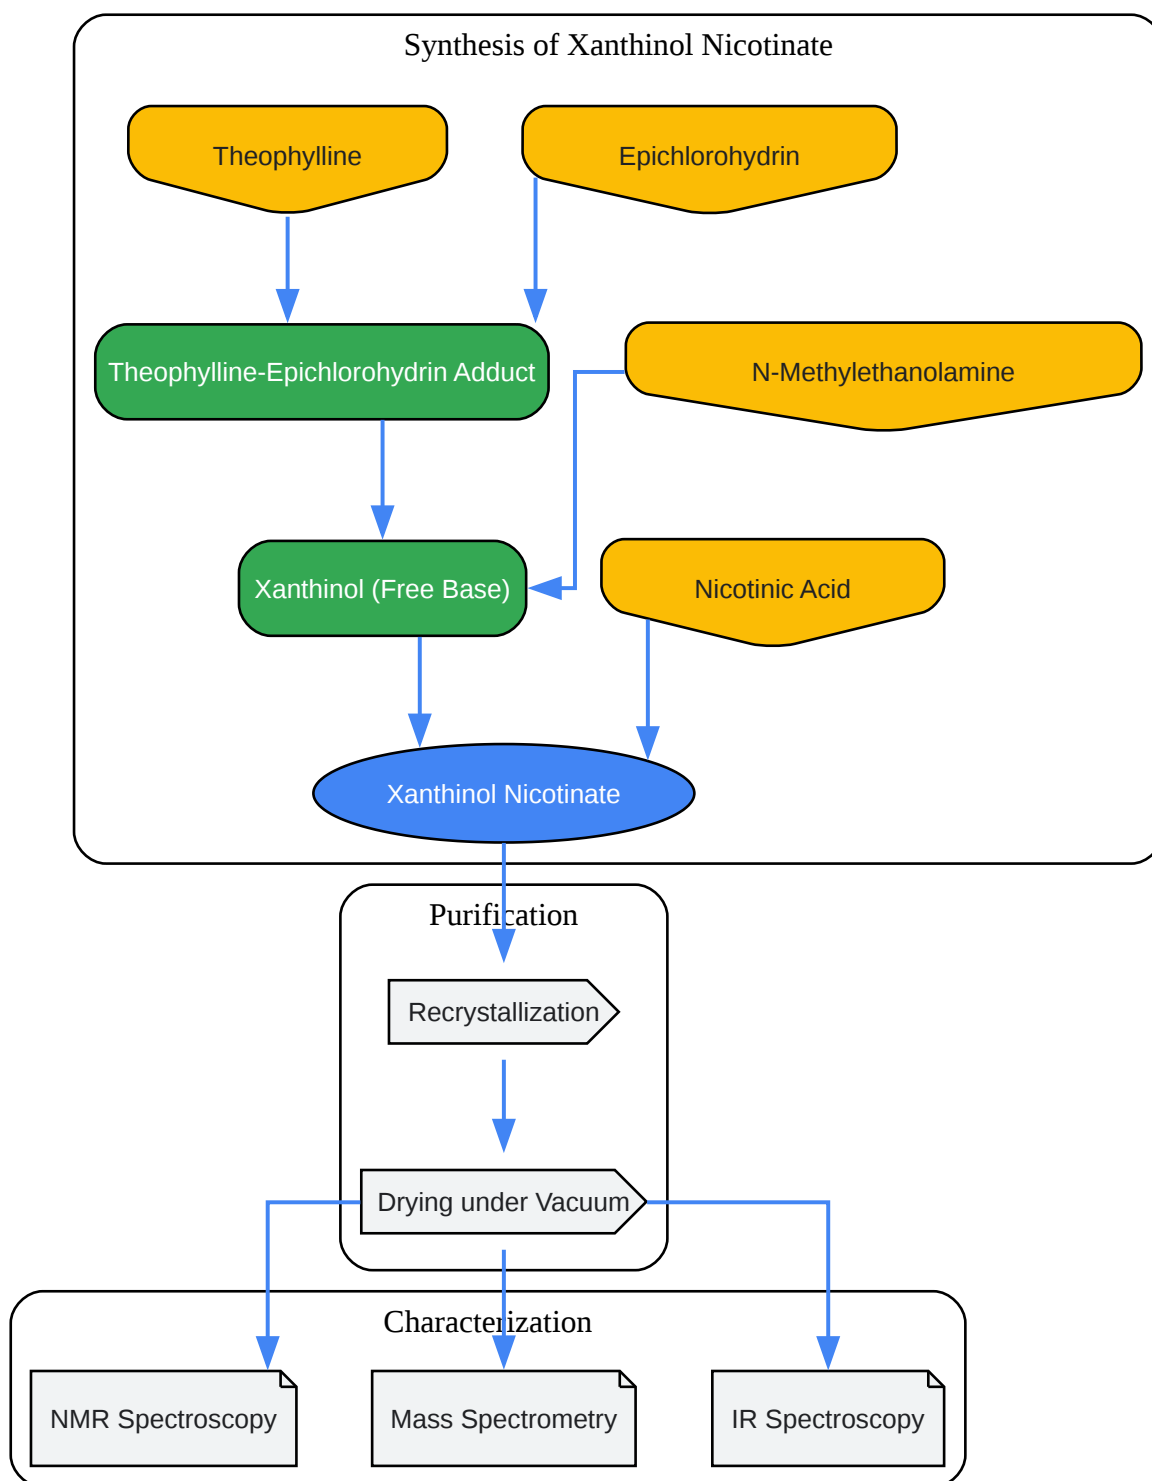 Synthesis of Xanthinol Nicotinate
Theophylline
Epichlorohydrin
Theophylline-Epichlorohydrin Adduct
N-Methylethanolamine
Xanthinol (Free Base)
Nicotinic Acid
Xanthinol Nicotinate
Purification
Recrystallization
Drying under Vacuum
Characterization
NMR Spectroscopy
Mass Spectrometry
IR Spectroscopy